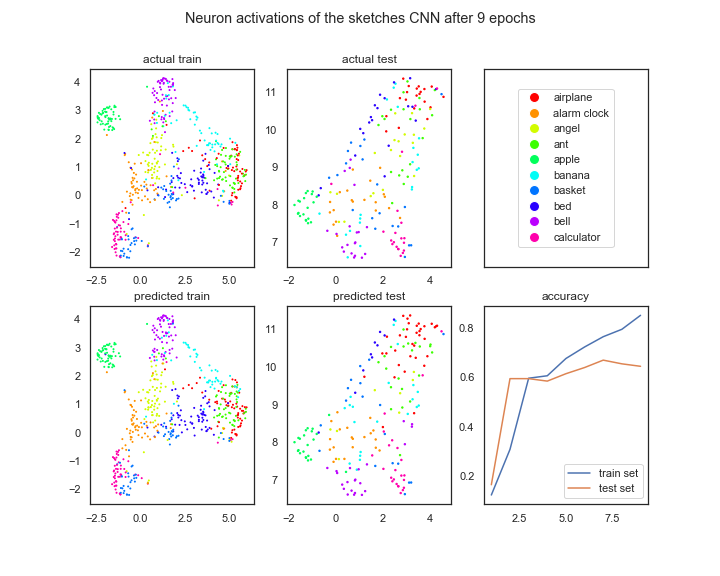 Neuron activations of the sketches CNN after 9 epochs
actual train
4
3
2
1
0
−1
−2
−2.5 0.0 2.5 5.0
actual test
11
10
9
8
7
−2 0 2 4
airplane
alarm clock
angel
ant
apple
banana
basket
bed
bell
calculator
predicted train
4
3
2
1
0
−1
−2
−2.5 0.0 2.5 5.0
predicted test
11
10
9
8
7
−2 0 2 4
accuracy
0.8
0.6
0.4
0.2
train set
test set
2.5 5.0 7.5